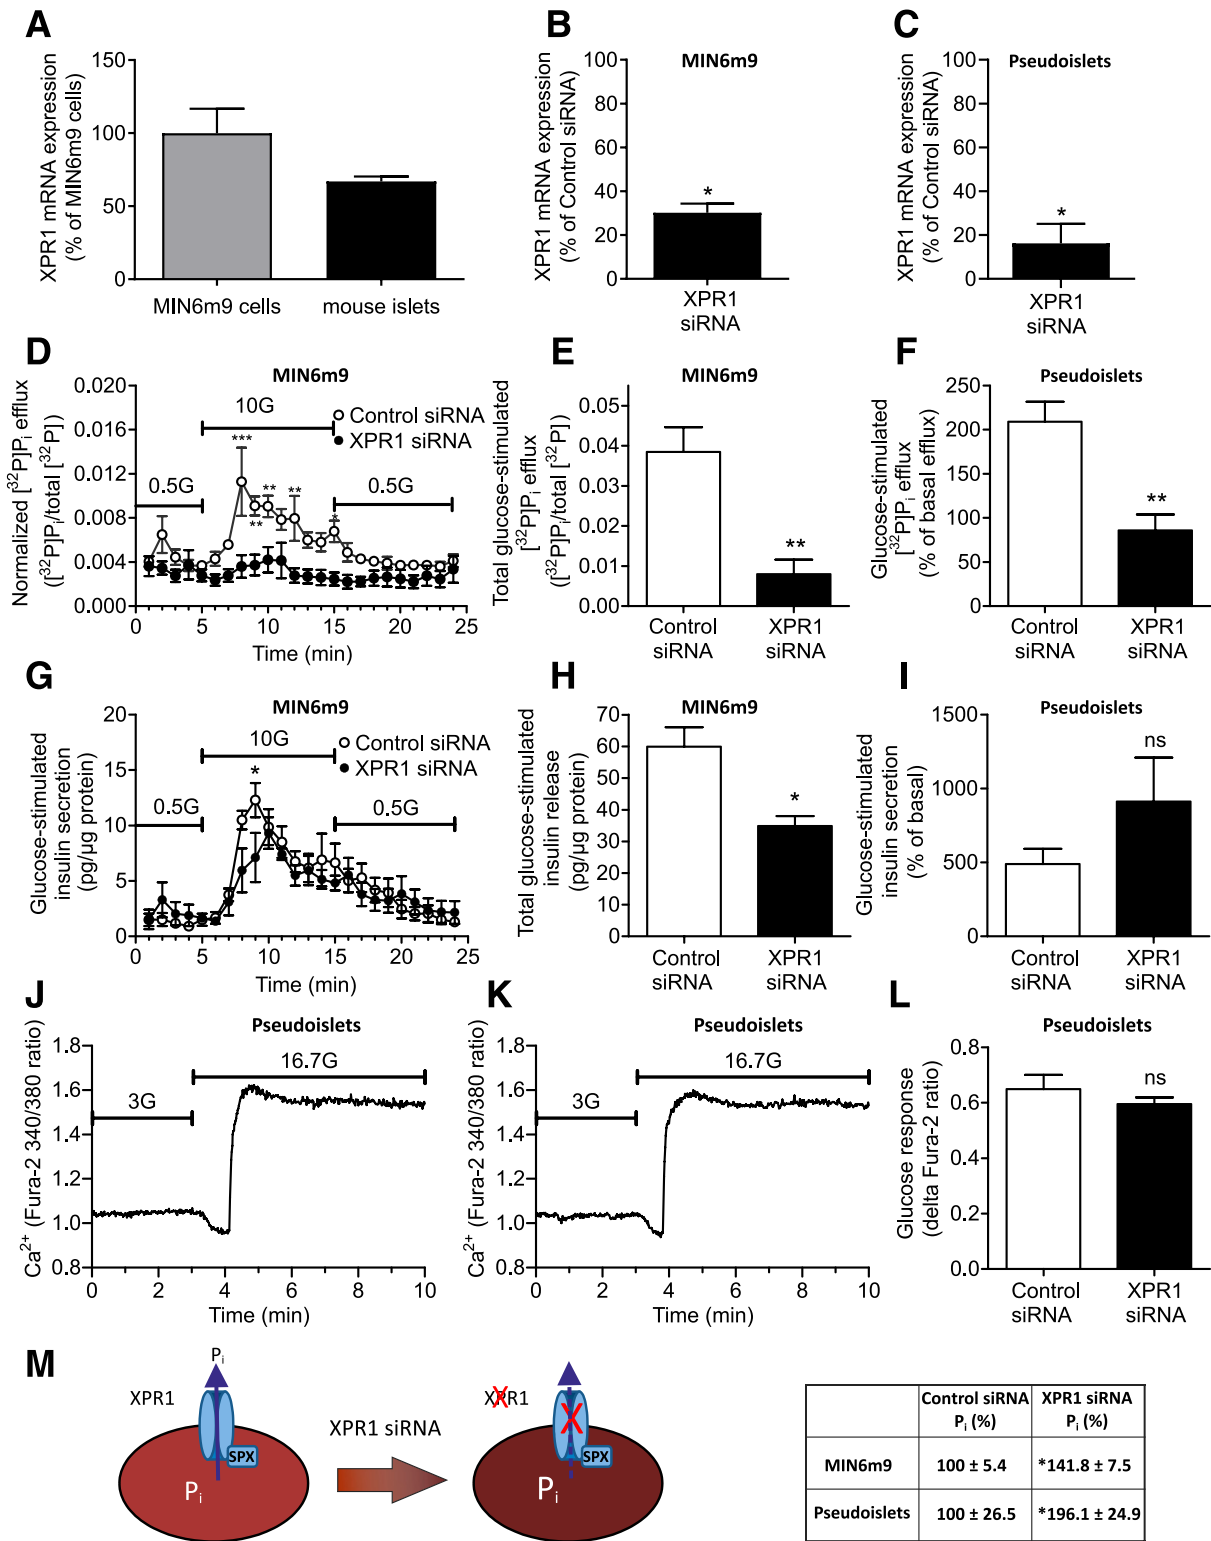 A
XPR1 mRNA expression
(% of MIN6m9 cells)
150
100
50
0
MIN6m9 cells
mouse islets
B
MIN6m9
XPR1 mRNA expression
(% of Control siRNA)
100
80
60
40
20
0
*
XPR1
siRNA
C
Pseudoislets
XPR1 mRNA expression
(% of Control siRNA)
100
80
60
40
20
0
*
XPR1
siRNA
D
MIN6m9
Normalized [³²P]Pᵢ efflux
([³²P]Pᵢ/total [³²P])
0.020
0.016
0.012
0.008
0.004
0.000
0.5G
10G
0.5G
Control siRNA
XPR1 siRNA
***
**
**
**
*
0 5 10 15 20 25
Time (min)
E
MIN6m9
Total glucose-stimulated
[³²P]Pᵢ efflux
([³²P]Pᵢ/total [³²P])
0.05
0.04
0.03
0.02
0.01
0.00
**
Control
siRNA
XPR1
siRNA
F
Pseudoislets
Glucose-stimulated
[³²P]Pᵢ efflux
(% of basal efflux)
250
200
150
100
50
0
**
Control
siRNA
XPR1
siRNA
G
MIN6m9
Glucose-stimulated
insulin secretion
(pg/µg protein)
20
15
10
5
0
0.5G
10G
0.5G
Control siRNA
XPR1 siRNA
*
0 5 10 15 20 25
Time (min)
H
MIN6m9
Total glucose-stimulated
insulin release
(pg/µg protein)
70
60
50
40
30
20
10
0
*
Control
siRNA
XPR1
siRNA
I
Pseudoislets
Glucose-stimulated
insulin secretion
(% of basal)
1500
1000
500
0
ns
Control
siRNA
XPR1
siRNA
J
Pseudoislets
Ca²⁺ (Fura-2 340/380 ratio)
1.8
1.6
1.4
1.2
1.0
0.8
3G
16.7G
0 2 4 6 8 10
Time (min)
K
Pseudoislets
Ca²⁺ (Fura-2 340/380 ratio)
1.8
1.6
1.4
1.2
1.0
0.8
3G
16.7G
0 2 4 6 8 10
Time (min)
L
Pseudoislets
Glucose response
(delta Fura-2 ratio)
0.8
0.6
0.4
0.2
0.0
ns
Control
siRNA
XPR1
siRNA
M
Pᵢ
XPR1
SPX
Pᵢ
XPR1 siRNA
XPR1
X
X
SPX
Pᵢ
Control siRNA XPR1 siRNA
Pᵢ (%) Pᵢ (%)
MIN6m9 100 ± 5.4 *141.8 ± 7.5
Pseudoislets 100 ± 26.5 *196.1 ± 24.9